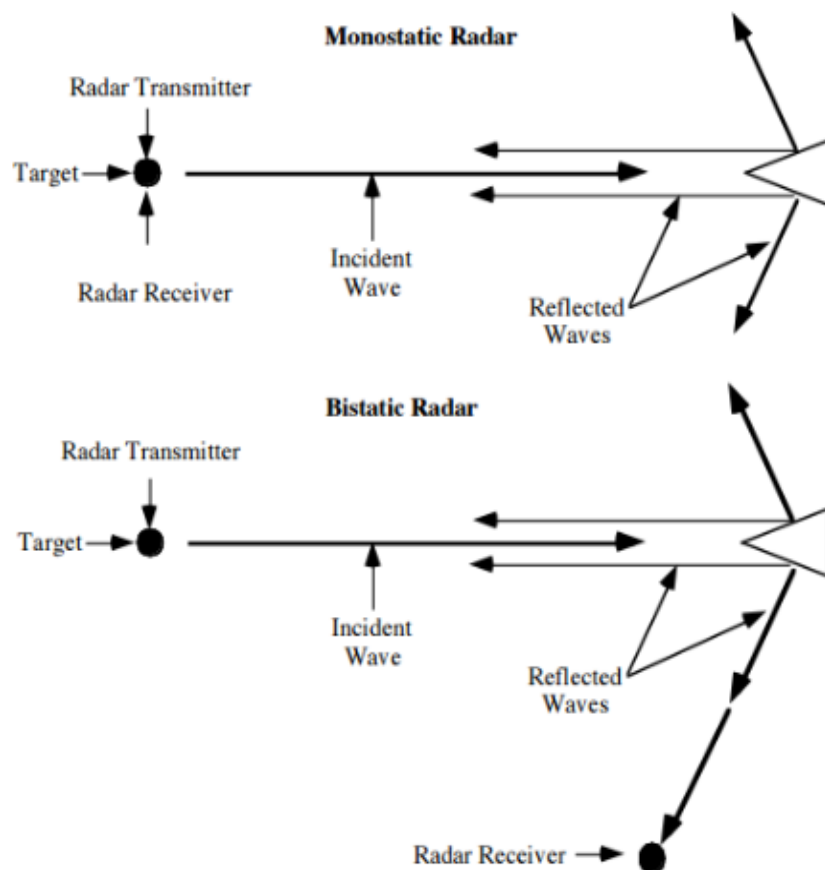 Monostatic Radar
Radar Transmitter
Target
Incident
Wave
Radar Receiver
Reflected
Waves
Bistatic Radar
Radar Transmitter
Target
Incident
Wave
Reflected
Waves
Radar Receiver